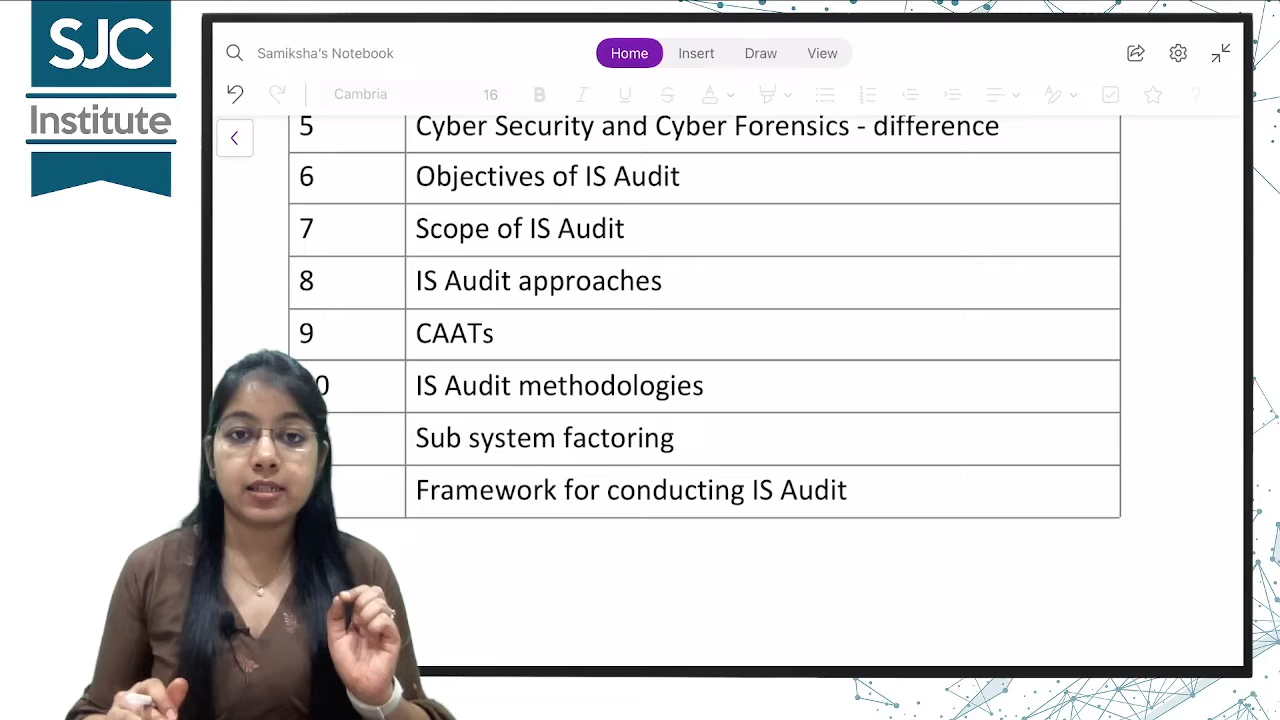 SJC
Institute
Samiksha's Notebook
Home Insert Draw View
Cambria 16 B I U S A ?
5 Cyber Security and Cyber Forensics - difference
6 Objectives of IS Audit
7 Scope of IS Audit
8 IS Audit approaches
9 CAATs
0 IS Audit methodologies
Sub system factoring
Framework for conducting IS Audit